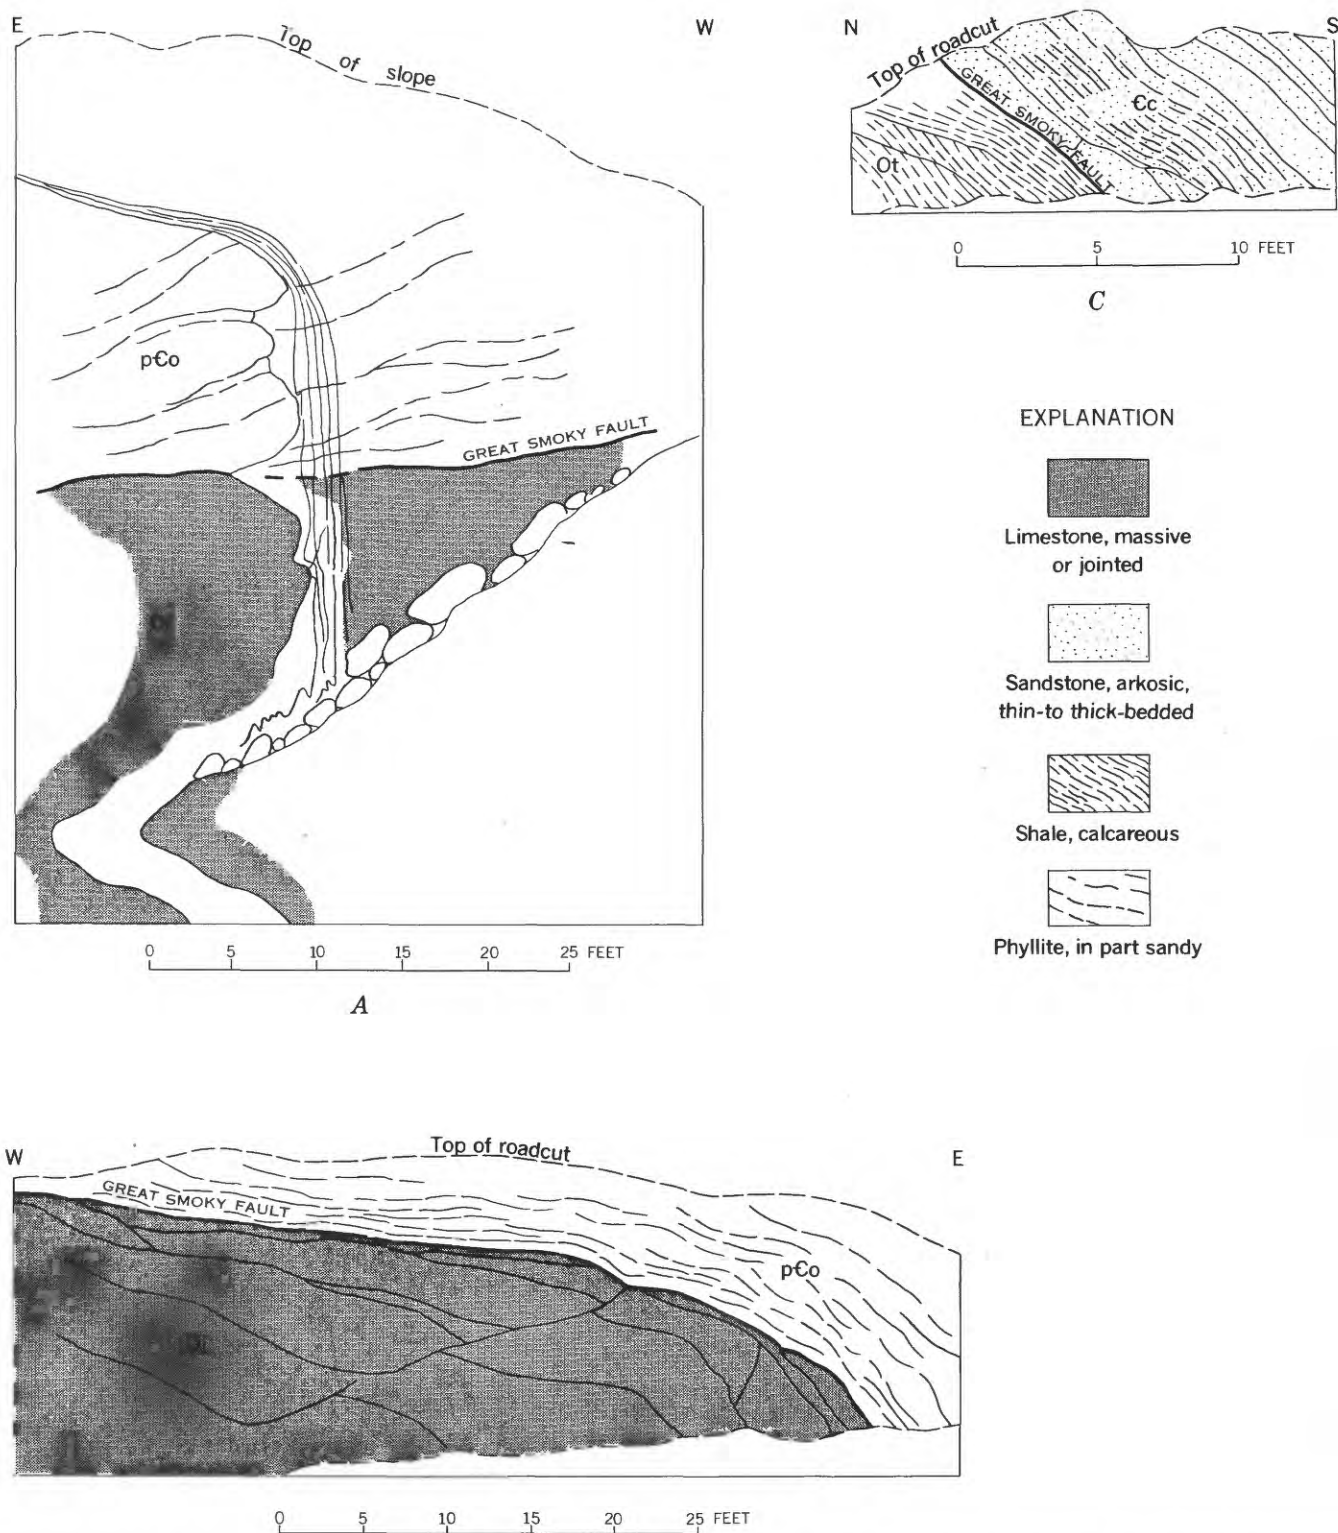 E
W
Top of slope
p€o
GREAT SMOKY FAULT
0 5 10 15 20 25 FEET
A
N
S
Top of roadcut
GREAT SMOKY FAULT
€c
Ot
0 5 10 FEET
C
EXPLANATION
Limestone, massive
or jointed
Sandstone, arkosic,
thin-to thick-bedded
Shale, calcareous
Phyllite, in part sandy
W
E
Top of roadcut
GREAT SMOKY FAULT
p€o
0 5 10 15 20 25 FEET